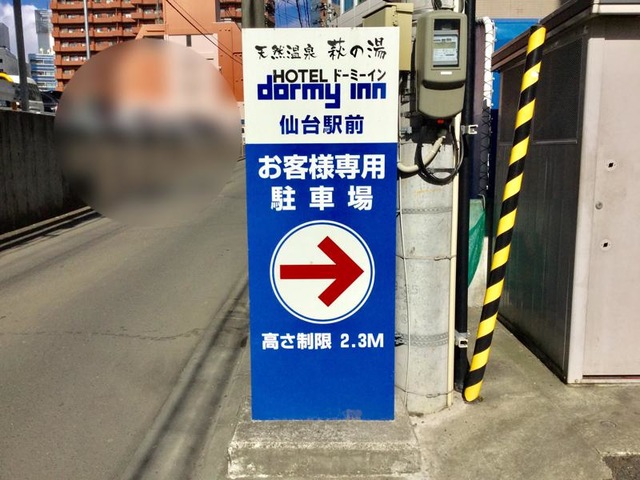 天然温泉 萩の湯
HOTEL ドーミーイン
dormy inn
仙台駅前
お客様専用
駐車場
高さ制限 2.3M